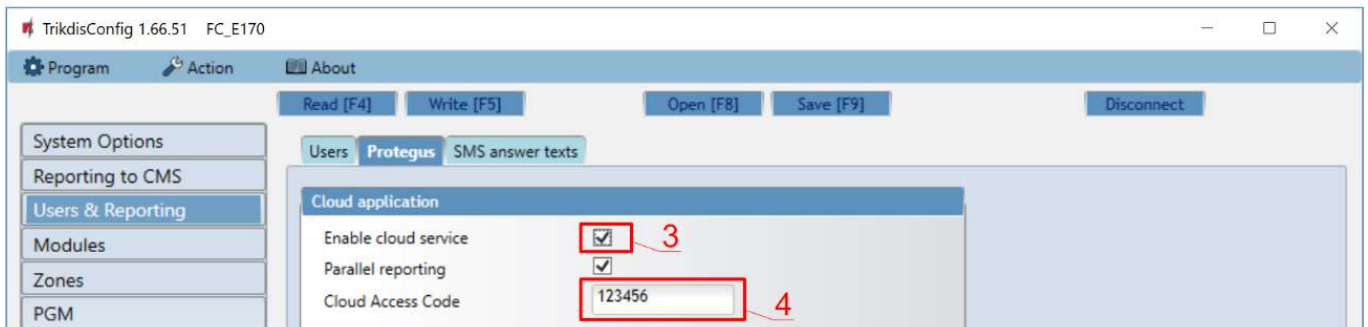 TrikdisConfig 1.66.51 FC_E170
Program Action About
Read [F4] Write [F5] Open [F8] Save [F9] Disconnect
System Options
Reporting to CMS
Users & Reporting
Modules
Zones
PGM
Users Protegus SMS answer texts
Cloud application
Enable cloud service 3
Parallel reporting
Cloud Access Code 123456 4